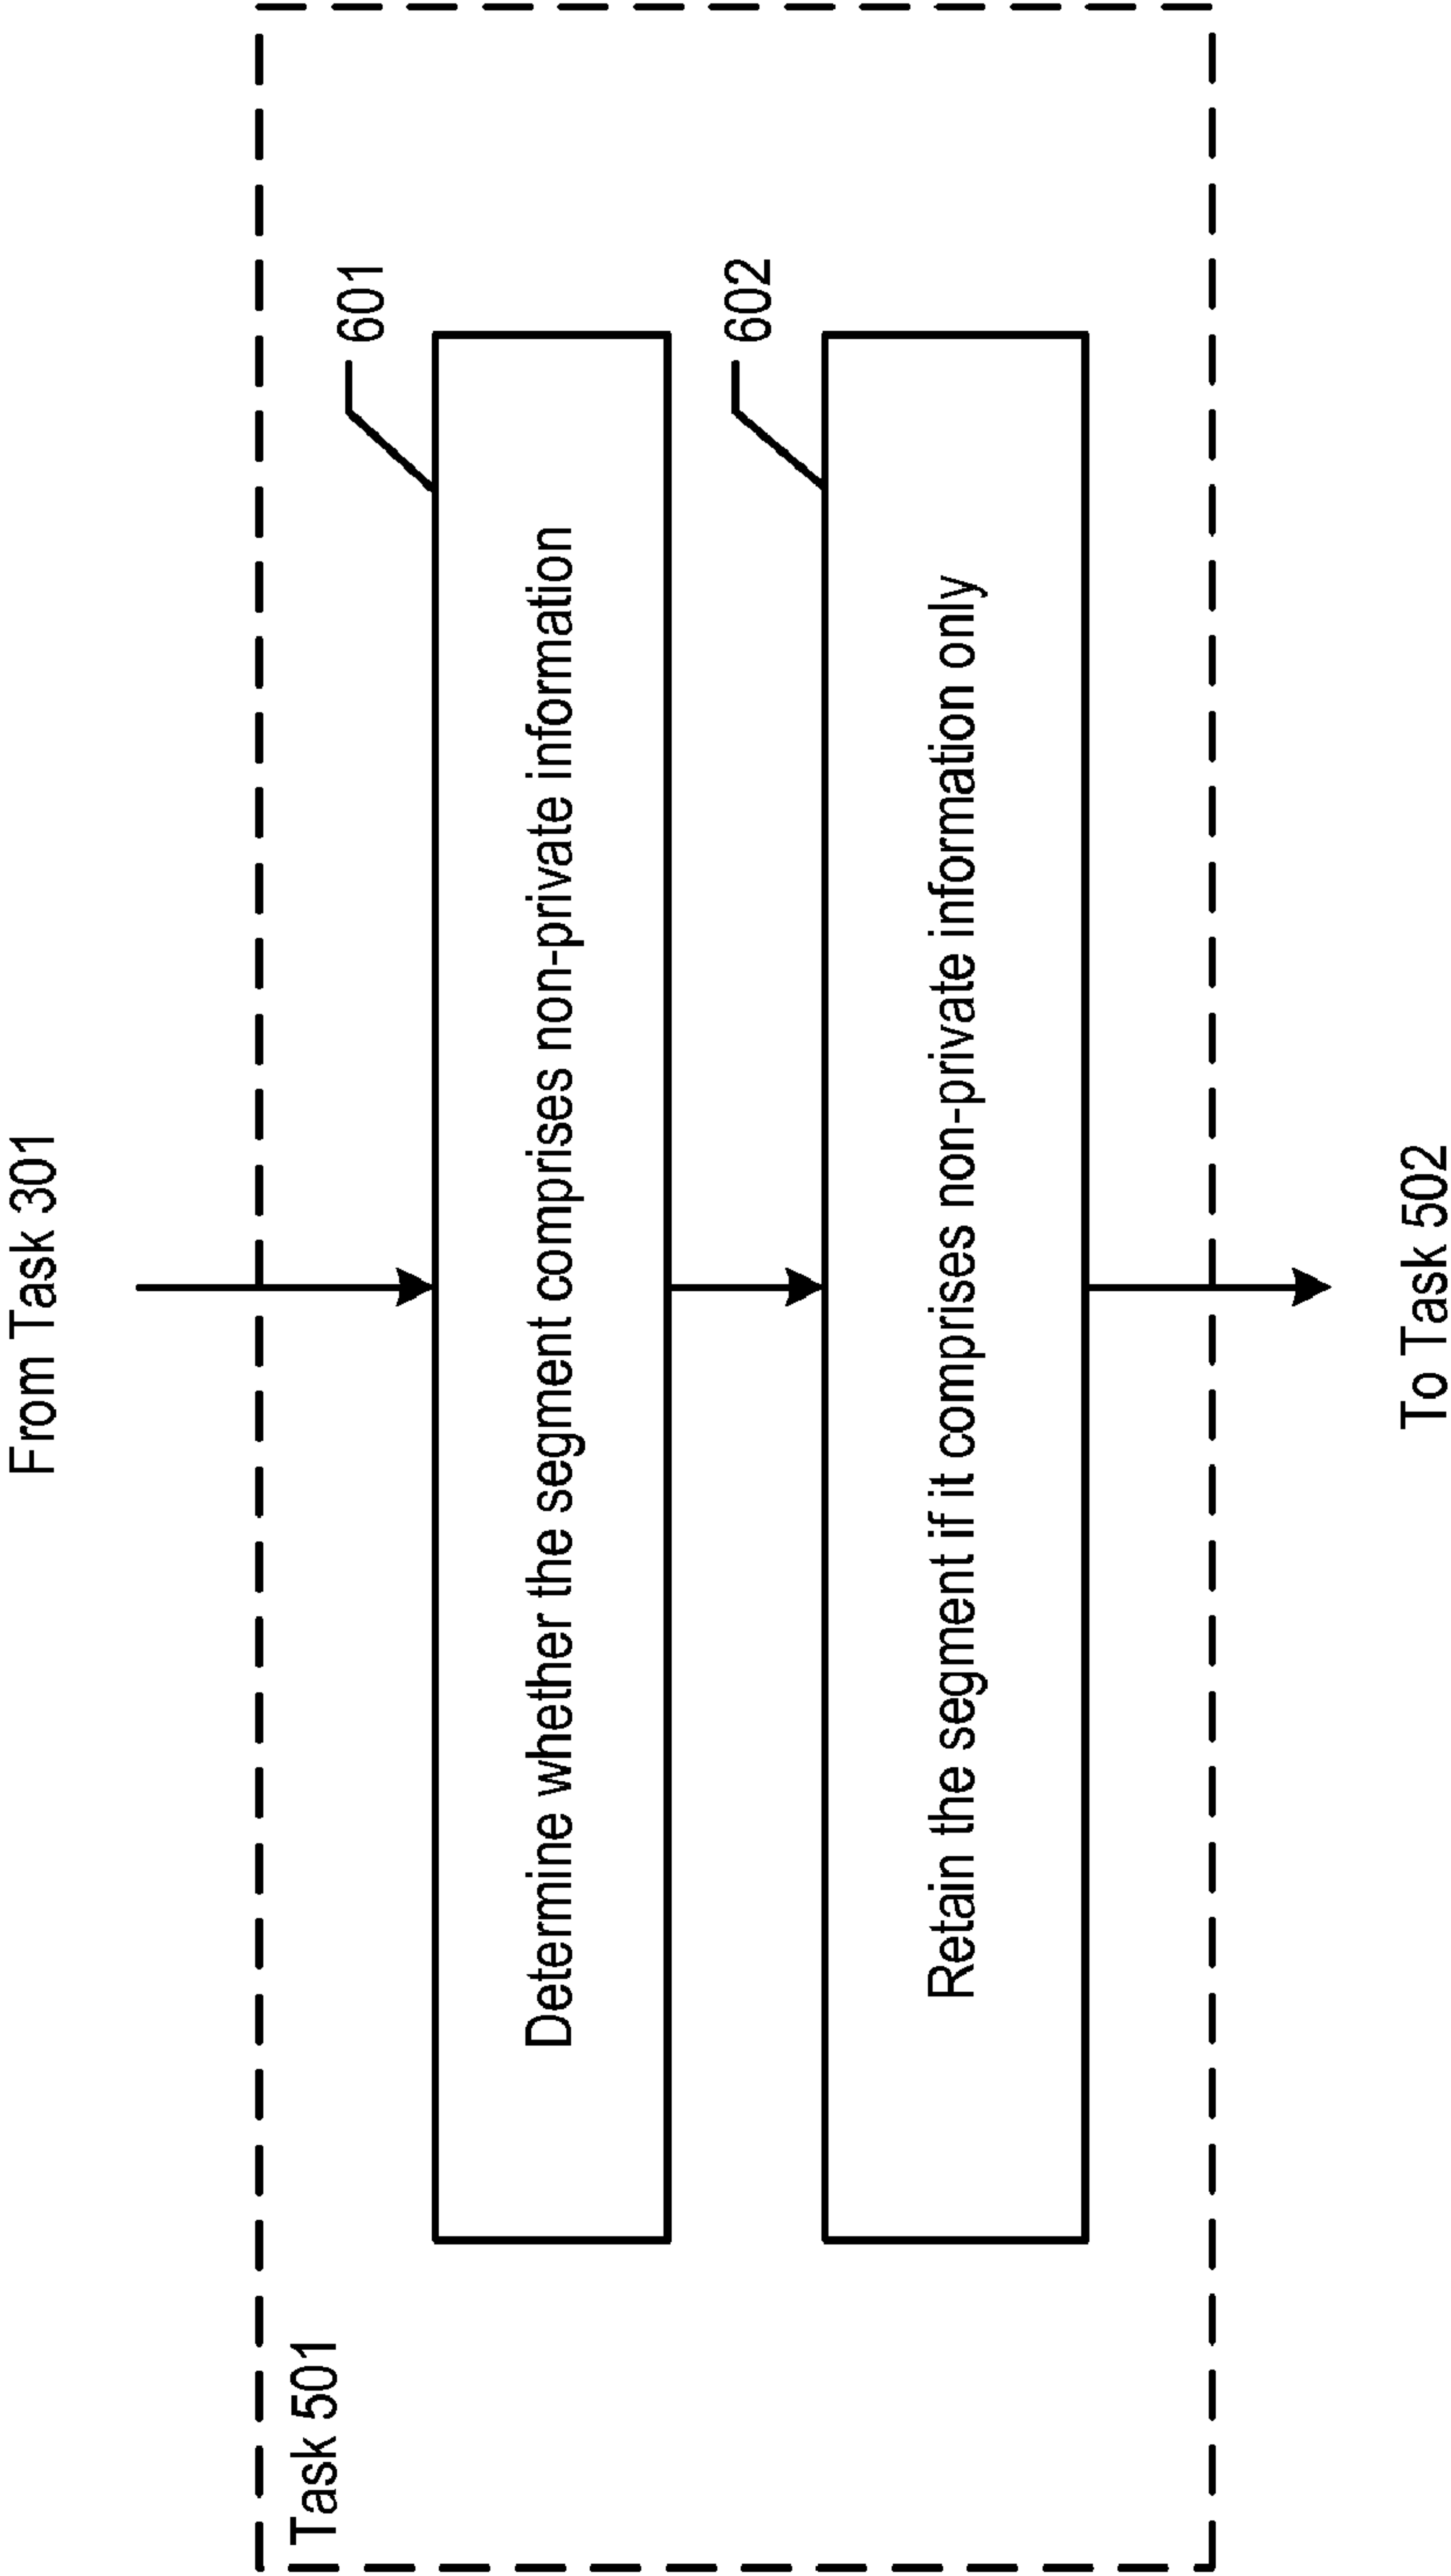 From Task 301
Task 501
601
Determine whether the segment comprises non-private information
602
Retain the segment if it comprises non-private information only
To Task 502